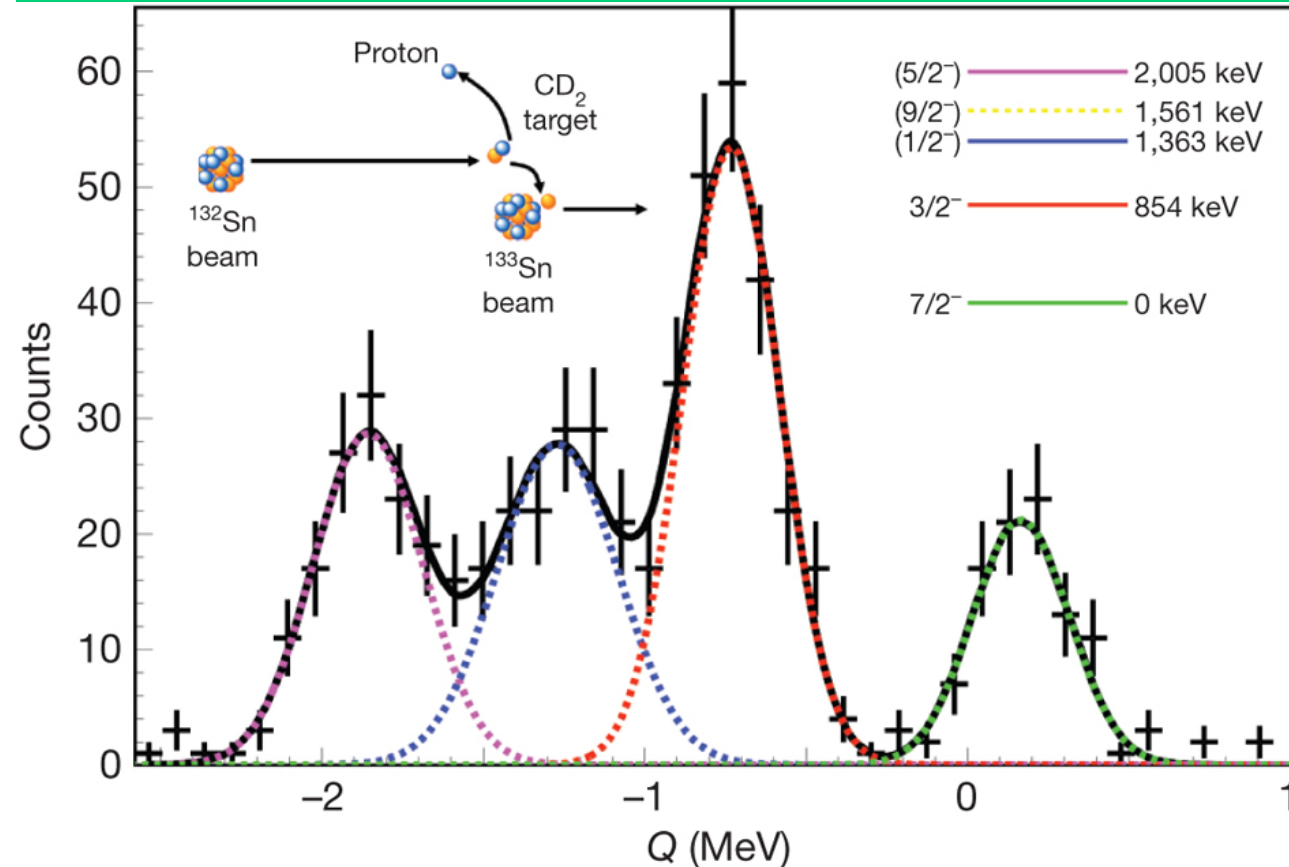 60
50
40
30
20
10
0
Counts
Proton
CD2
target
132Sn
beam
133Sn
beam
(5/2−) 2,005 keV
(9/2−) 1,561 keV
(1/2−) 1,363 keV
3/2− 854 keV
7/2− 0 keV
−2 −1 0 1
Q (MeV)